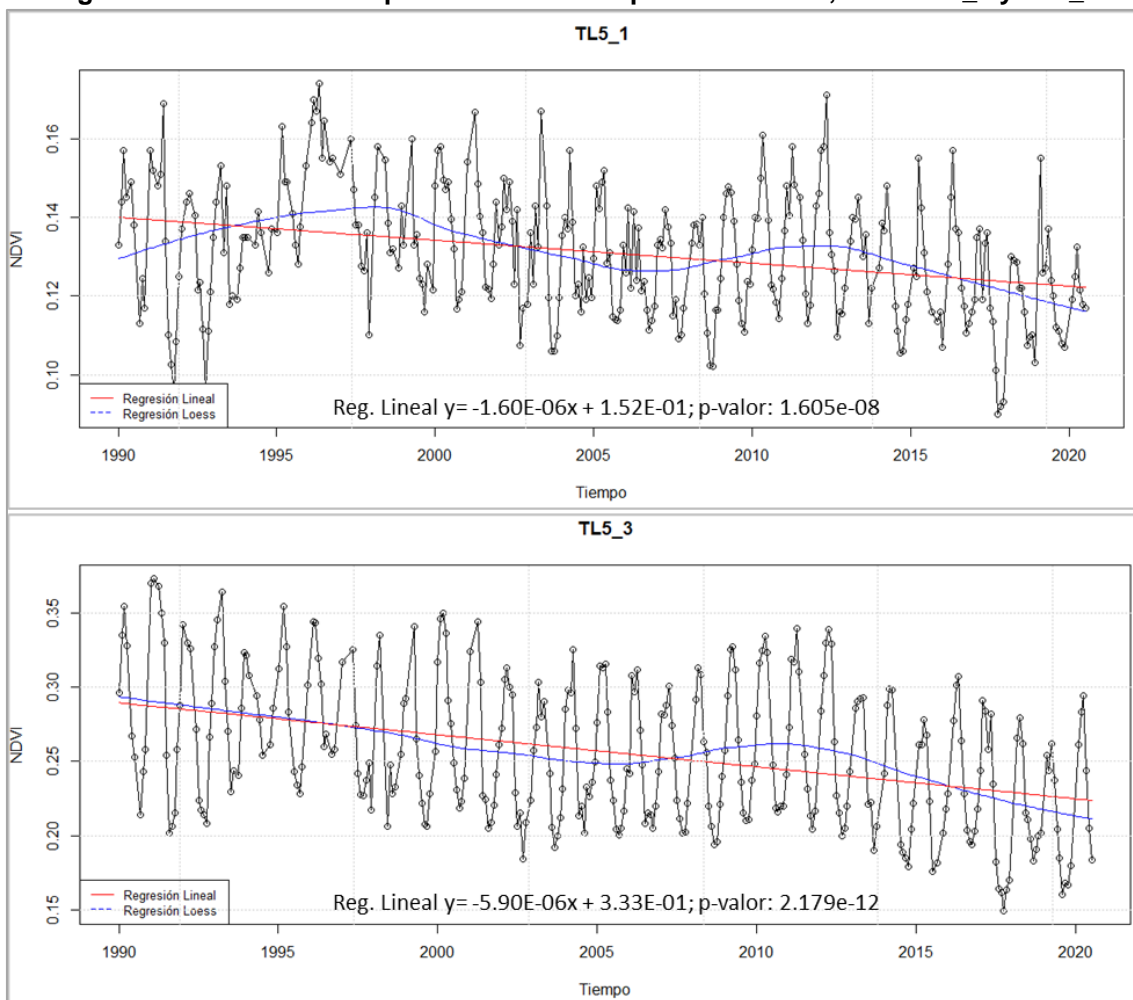 TL5_1
NDVI
0.16
0.14
0.12
0.10
Regresión Lineal
Regresión Loess
Reg. Lineal y= -1.60E-06x + 1.52E-01; p-valor: 1.605e-08
1990 1995 2000 2005 2010 2015 2020
Tiempo
TL5_3
NDVI
0.35
0.30
0.25
0.20
0.15
Regresión Lineal
Regresión Loess
Reg. Lineal y= -5.90E-06x + 3.33E-01; p-valor: 2.179e-12
1990 1995 2000 2005 2010 2015 2020
Tiempo